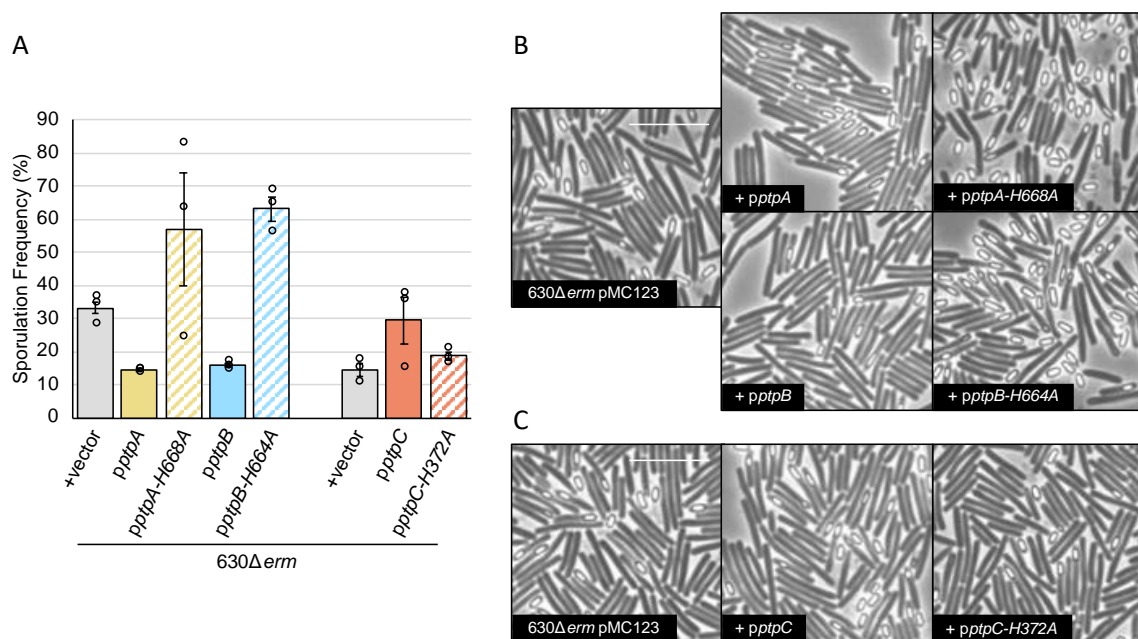 A
Sporulation Frequency (%)
90
80
70
60
50
40
30
20
10
0
+vector
pptpA
pptpA-H668A
pptpB
pptpB-H664A
+vector
pptpC
pptpC-H372A
630Δerm
B
630Δerm pMC123
+ pptpA
+ pptpA-H668A
+ pptpB
+ pptpB-H664A
C
630Δerm pMC123
+ pptpC
+ pptpC-H372A